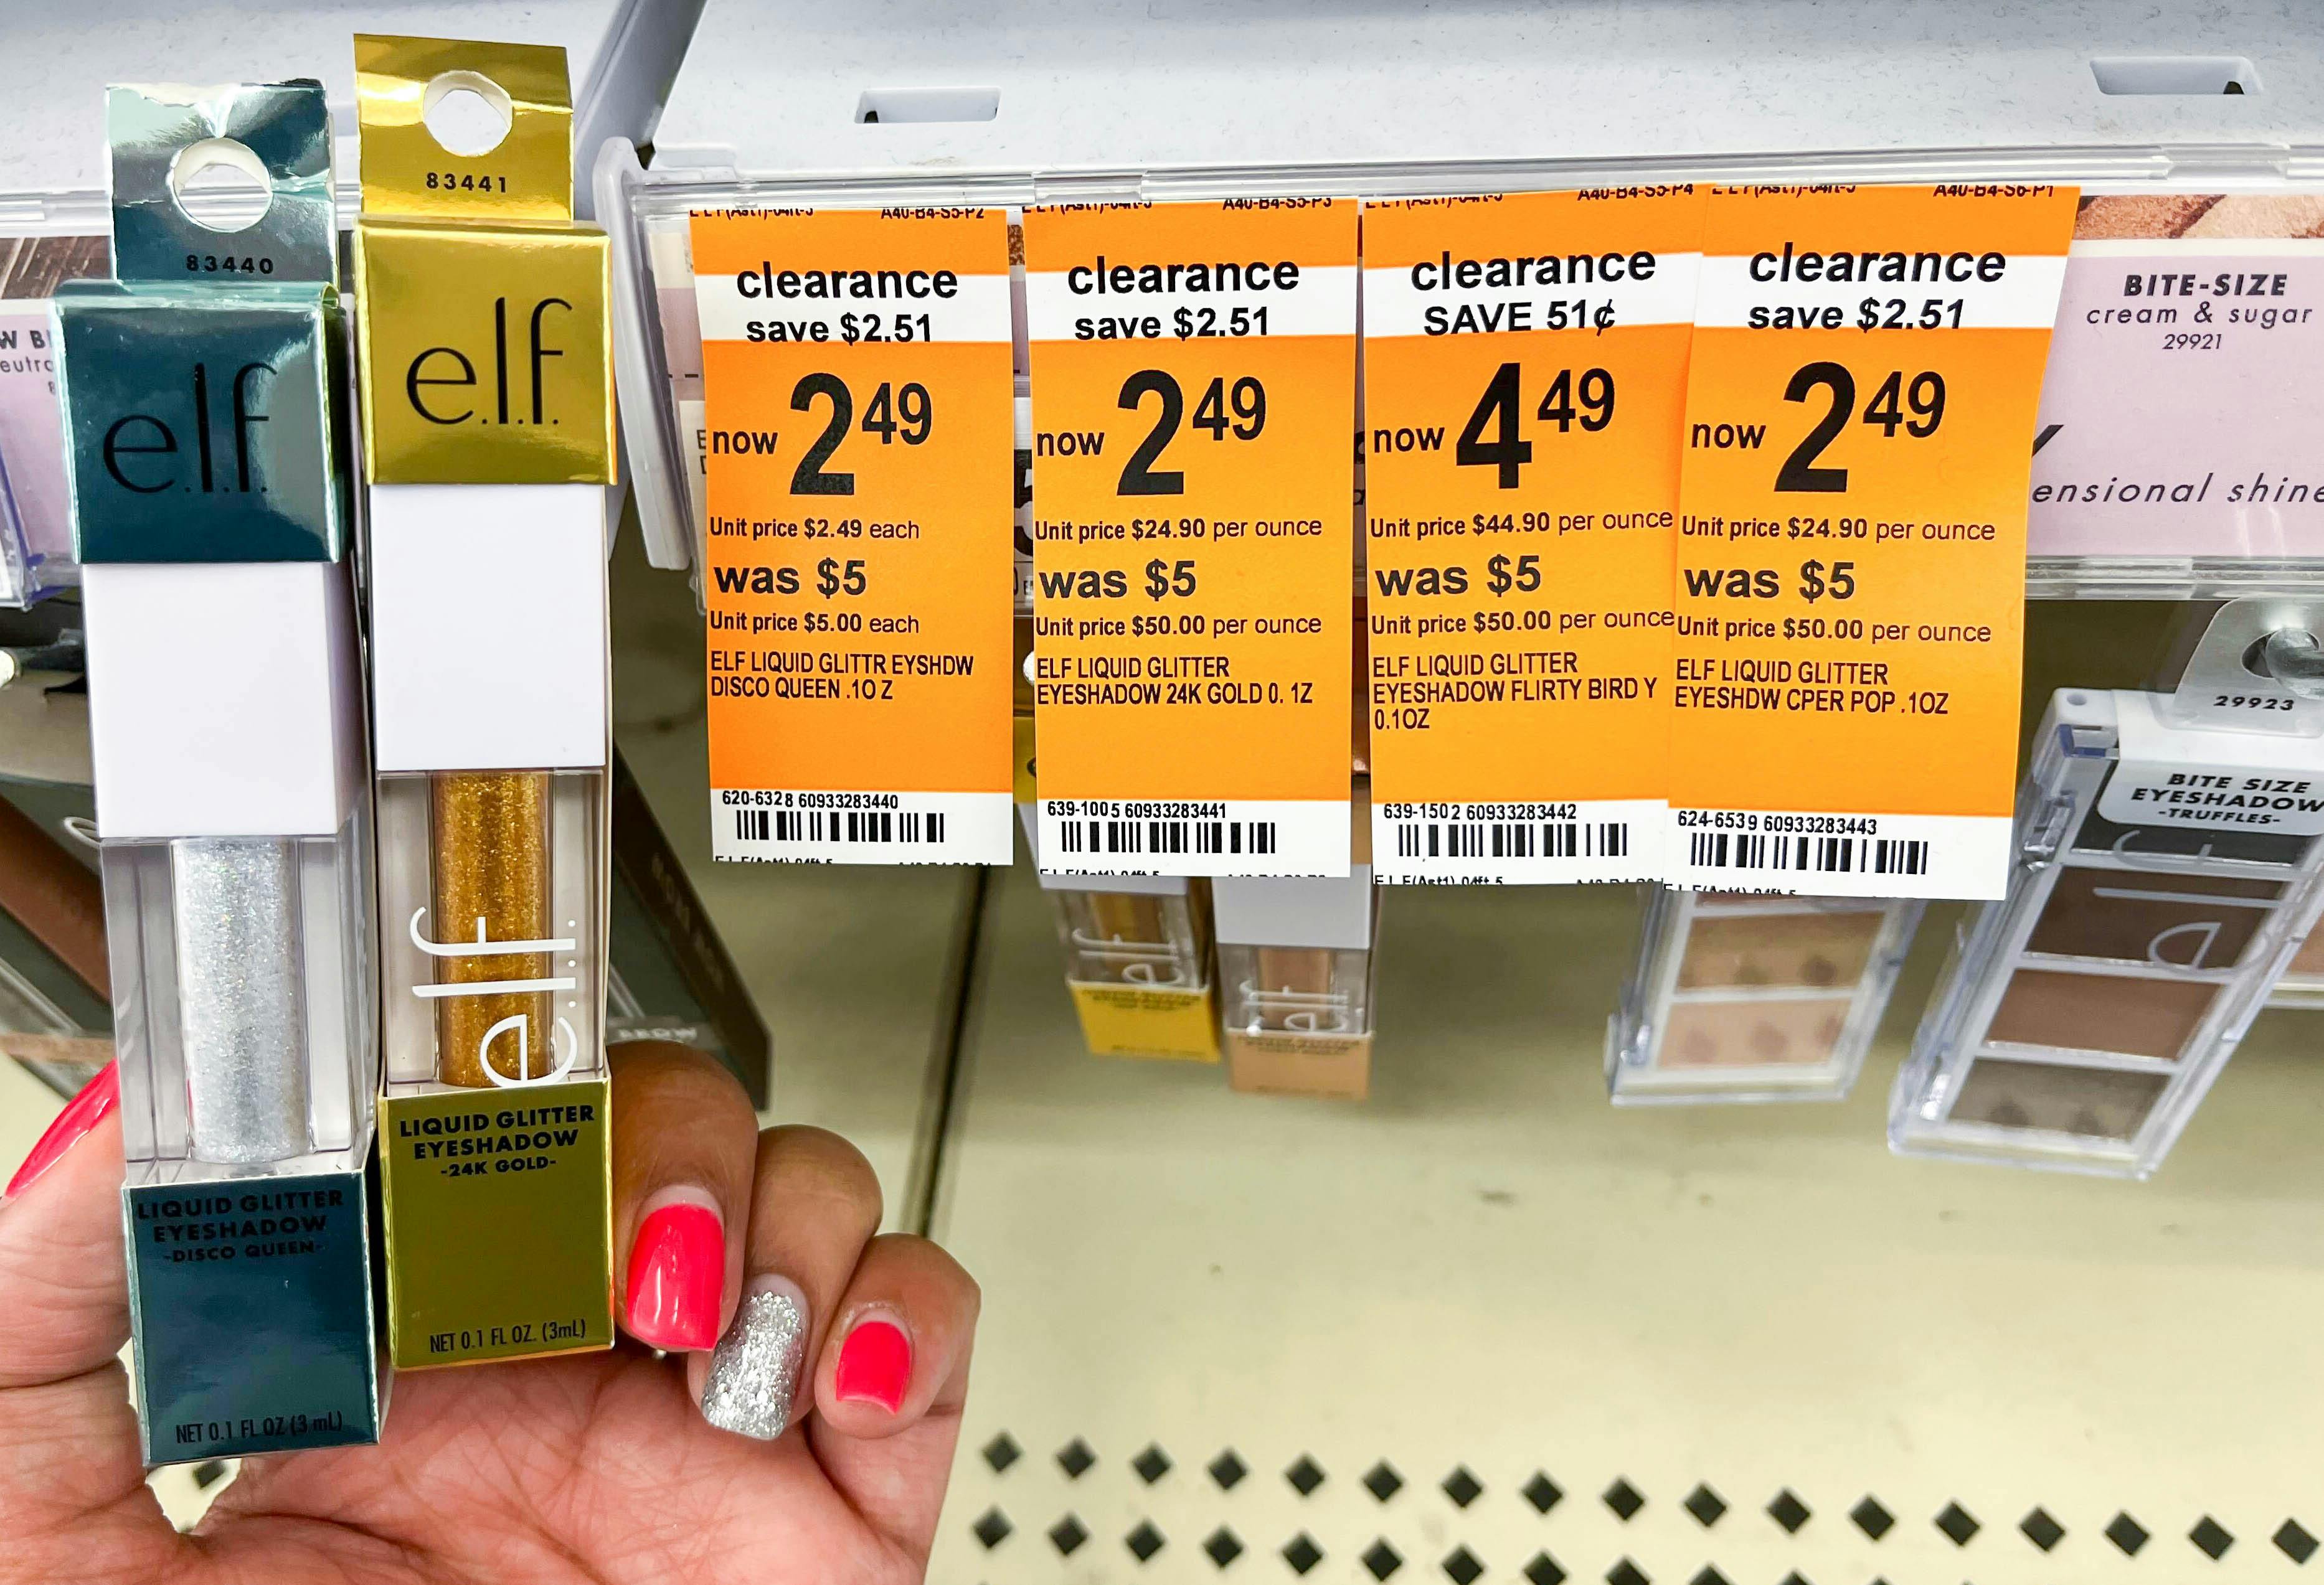 83440
e.l.f.
LIQUID GLITTER
EYESHADOW
-DISCO QUEEN-
NET 0.1 FL OZ (3 mL)
83441
e.l.f.
e.l.f.
LIQUID GLITTER
EYESHADOW
-24K GOLD-
NET 0.1 FL OZ. (3mL)
A40-B4-S5-P2
clearance
save $2.51
now 2 49
Unit price $2.49 each
was $5
Unit price $5.00 each
ELF LIQUID GLITTR EYSHDW
DISCO QUEEN .1O Z
620-6328 60933283440
A40-B4-S5-P3
clearance
save $2.51
now 2 49
Unit price $24.90 per ounce
was $5
Unit price $50.00 per ounce
ELF LIQUID GLITTER
EYESHADOW 24K GOLD 0. 1Z
639-1005 60933283441
A40-B4-S5-P4
clearance
SAVE 51¢
now 4 49
Unit price $44.90 per ounce
was $5
Unit price $50.00 per ounce
ELF LIQUID GLITTER
EYESHADOW FLIRTY BIRD Y
0.1OZ
639-1502 60933283442
A40-B4-S6-P1
clearance
save $2.51
now 2 49
Unit price $24.90 per ounce
was $5
Unit price $50.00 per ounce
ELF LIQUID GLITTER
EYESHDW CPER POP .1OZ
624-6539 60933283443
BITE-SIZE
cream & sugar
29921
ensional shine
29923
BITE SIZE
EYESHADOW
-TRUFFLES-
elf
elf
elf